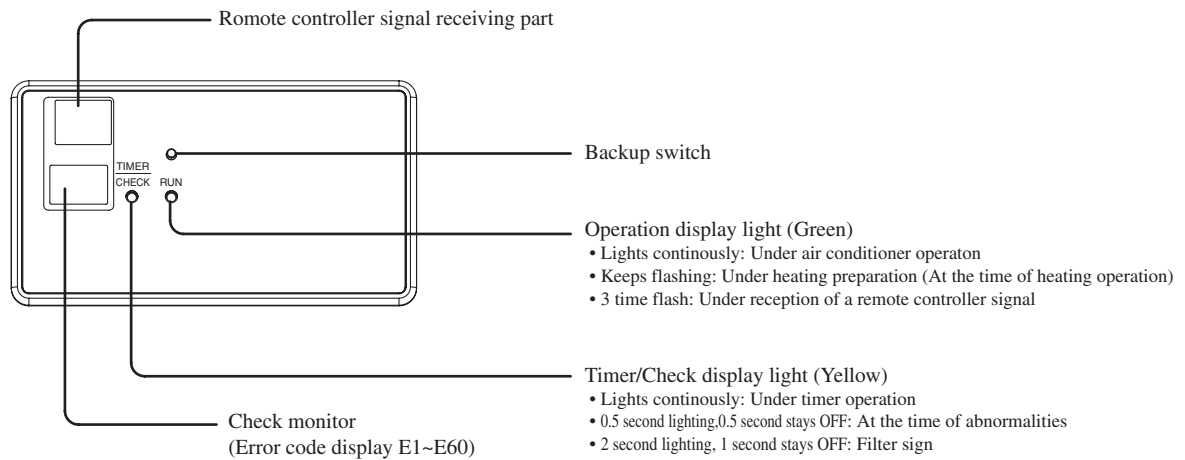 Romote controller signal receiving part
TIMER
CHECK RUN
Backup switch
Operation display light (Green)
• Lights continously: Under air conditioner operaton
• Keeps flashing: Under heating preparation (At the time of heating operation)
• 3 time flash: Under reception of a remote controller signal
Timer/Check display light (Yellow)
• Lights continously: Under timer operation
• 0.5 second lighting,0.5 second stays OFF: At the time of abnormalities
• 2 second lighting, 1 second stays OFF: Filter sign
Check monitor
(Error code display E1~E60)